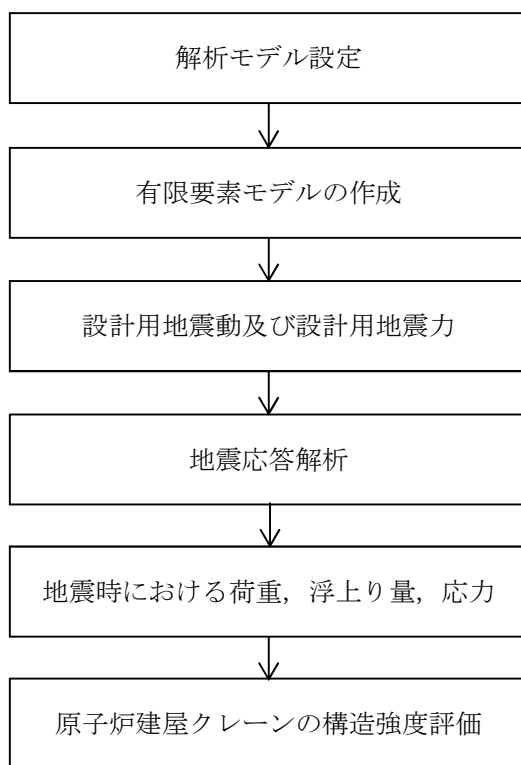 解析モデル設定
有限要素モデルの作成
設計用地震動及び設計用地震力
地震応答解析
地震時における荷重，浮上り量，応力
原子炉建屋クレーンの構造強度評価